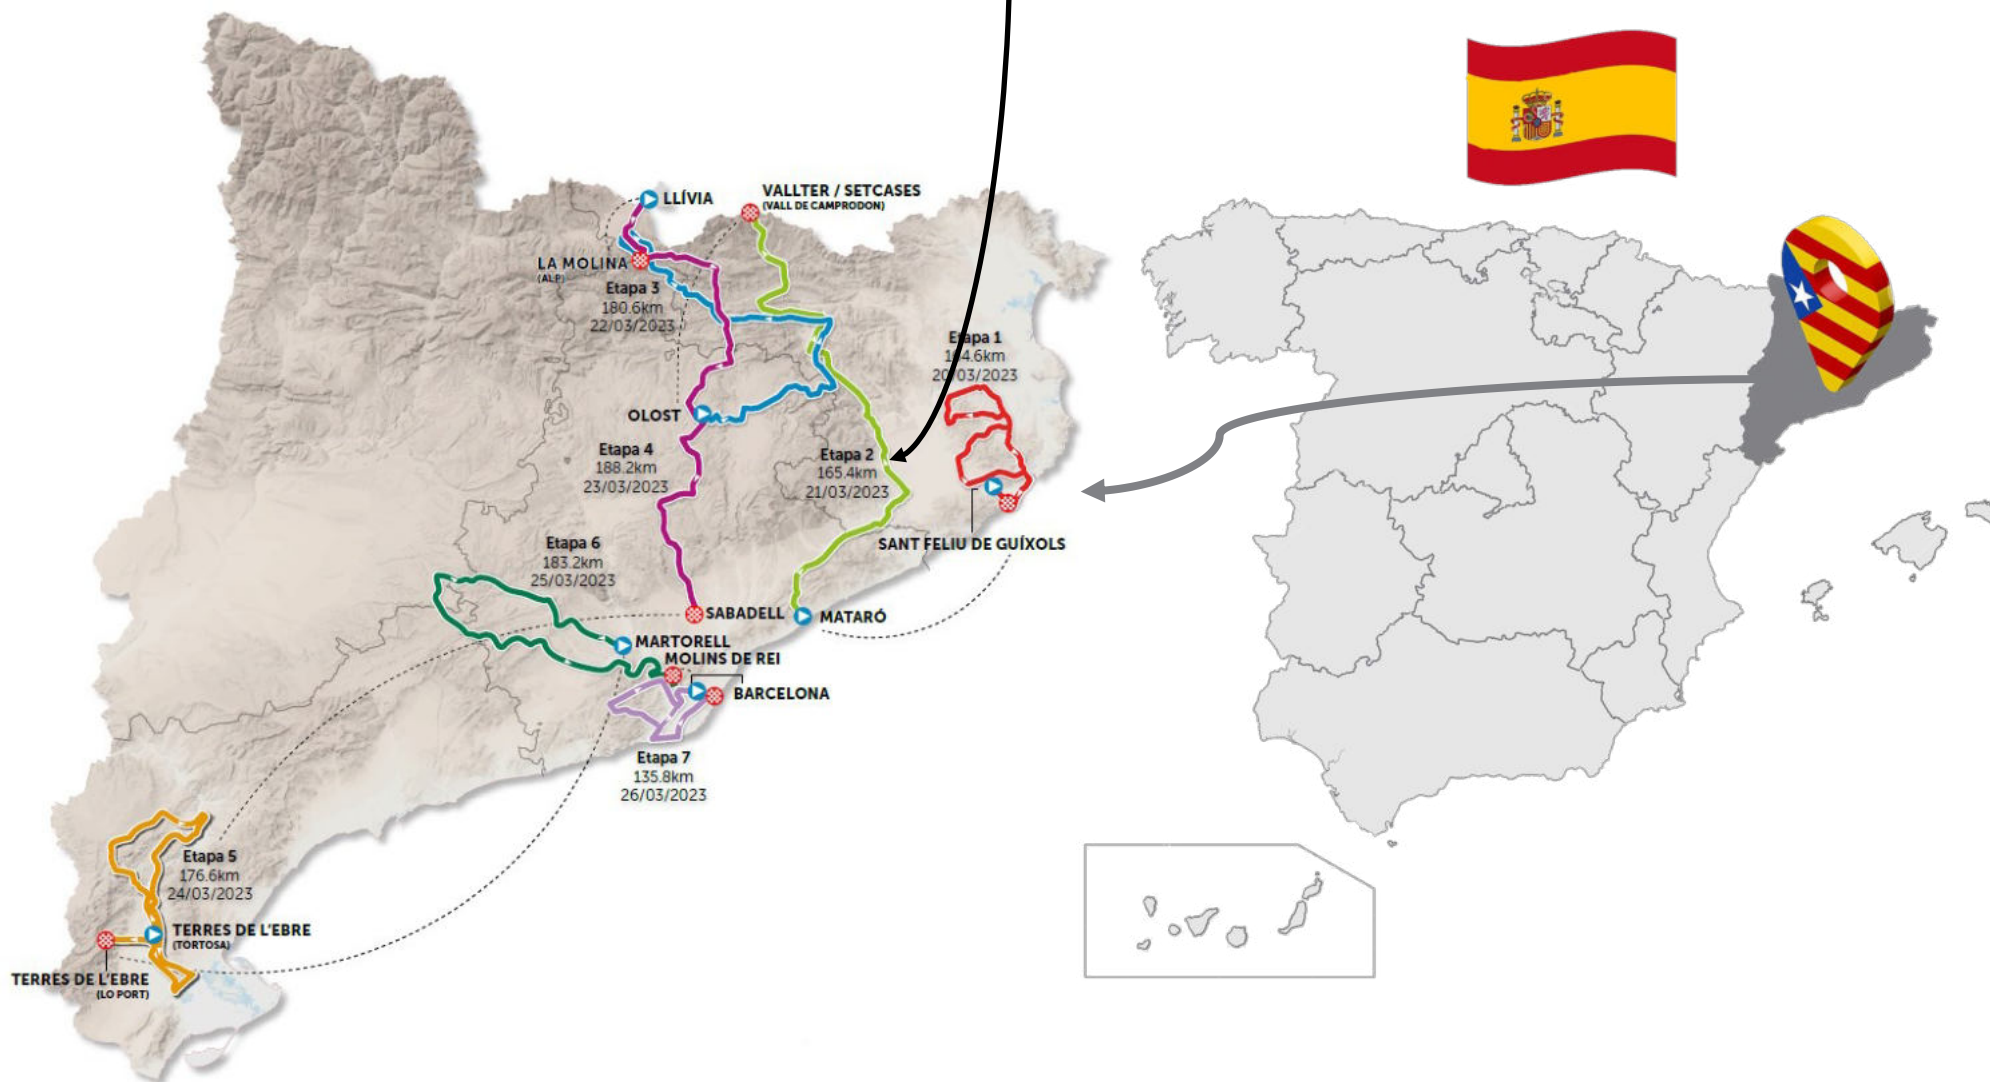 LLÍVIA
VALLTER / SETCASES
(VALL DE CAMPRODON)
LA MOLINA
(ALP)
Etapa 3
180.6km
22/03/2023
Etapa 1
164.6km
20/03/2023
OLOST
Etapa 4
188.2km
23/03/2023
Etapa 2
165.4km
21/03/2023
SANT FELIU DE GUÍXOLS
Etapa 6
183.2km
25/03/2023
SABADELL
MATARÓ
MARTORELL
MOLINS DE REI
BARCELONA
Etapa 7
135.8km
26/03/2023
Etapa 5
176.6km
24/03/2023
TERRES DE L'EBRE
(TORTOSA)
TERRES DE L'EBRE
(LO PORT)